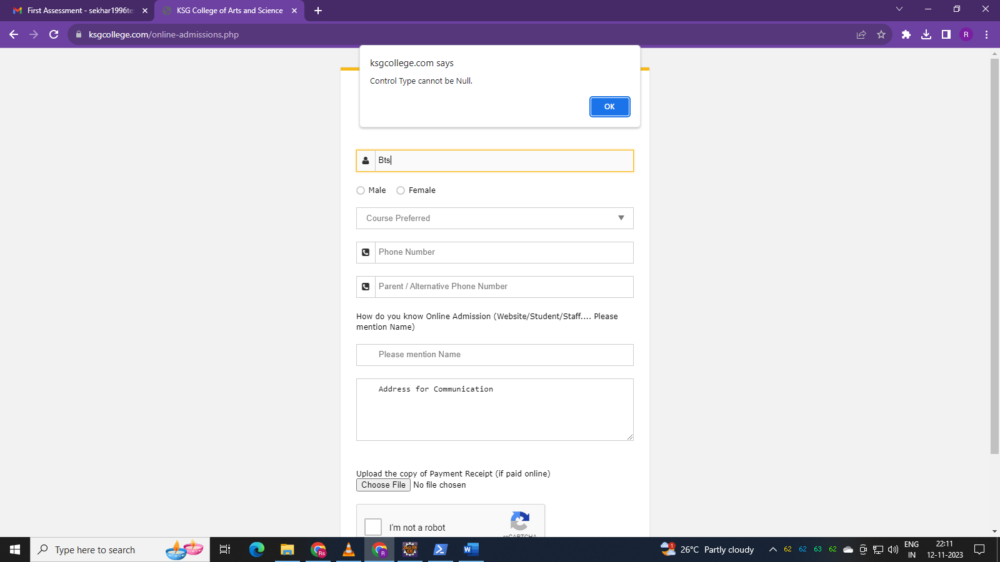 First Assessment - sekhar1996te
KSG College of Arts and Science
ksgcollege.com/online-admissions.php
R
ksgcollege.com says
Control Type cannot be Null.
OK
Bts
Male
Female
Course Preferred
Phone Number
Parent / Alternative Phone Number
How do you know Online Admission (Website/Student/Staff.... Please
mention Name)
Please mention Name
Address for Communication
Upload the copy of Payment Receipt (if paid online)
Choose File No file chosen
I'm not a robot
reCAPTCHA
Type here to search
Rs
R
W
1
26°C Partly cloudy
62 62 63 62
ENG
IN
22:11
12-11-2023